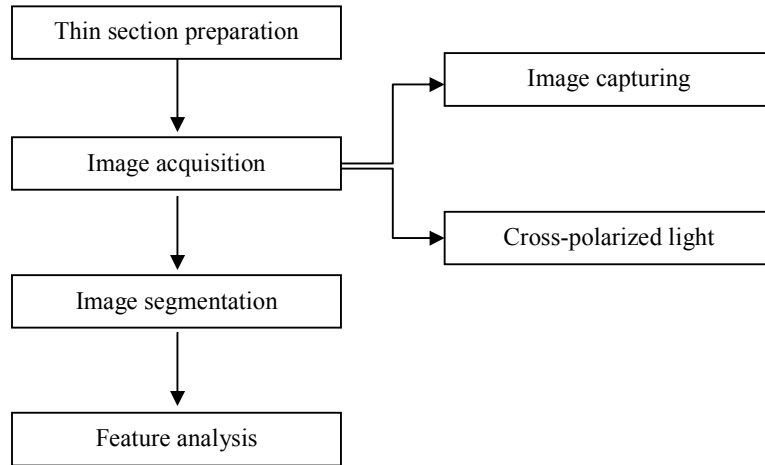 Thin section preparation
Image capturing
Image acquisition
Cross-polarized light
Image segmentation
Feature analysis